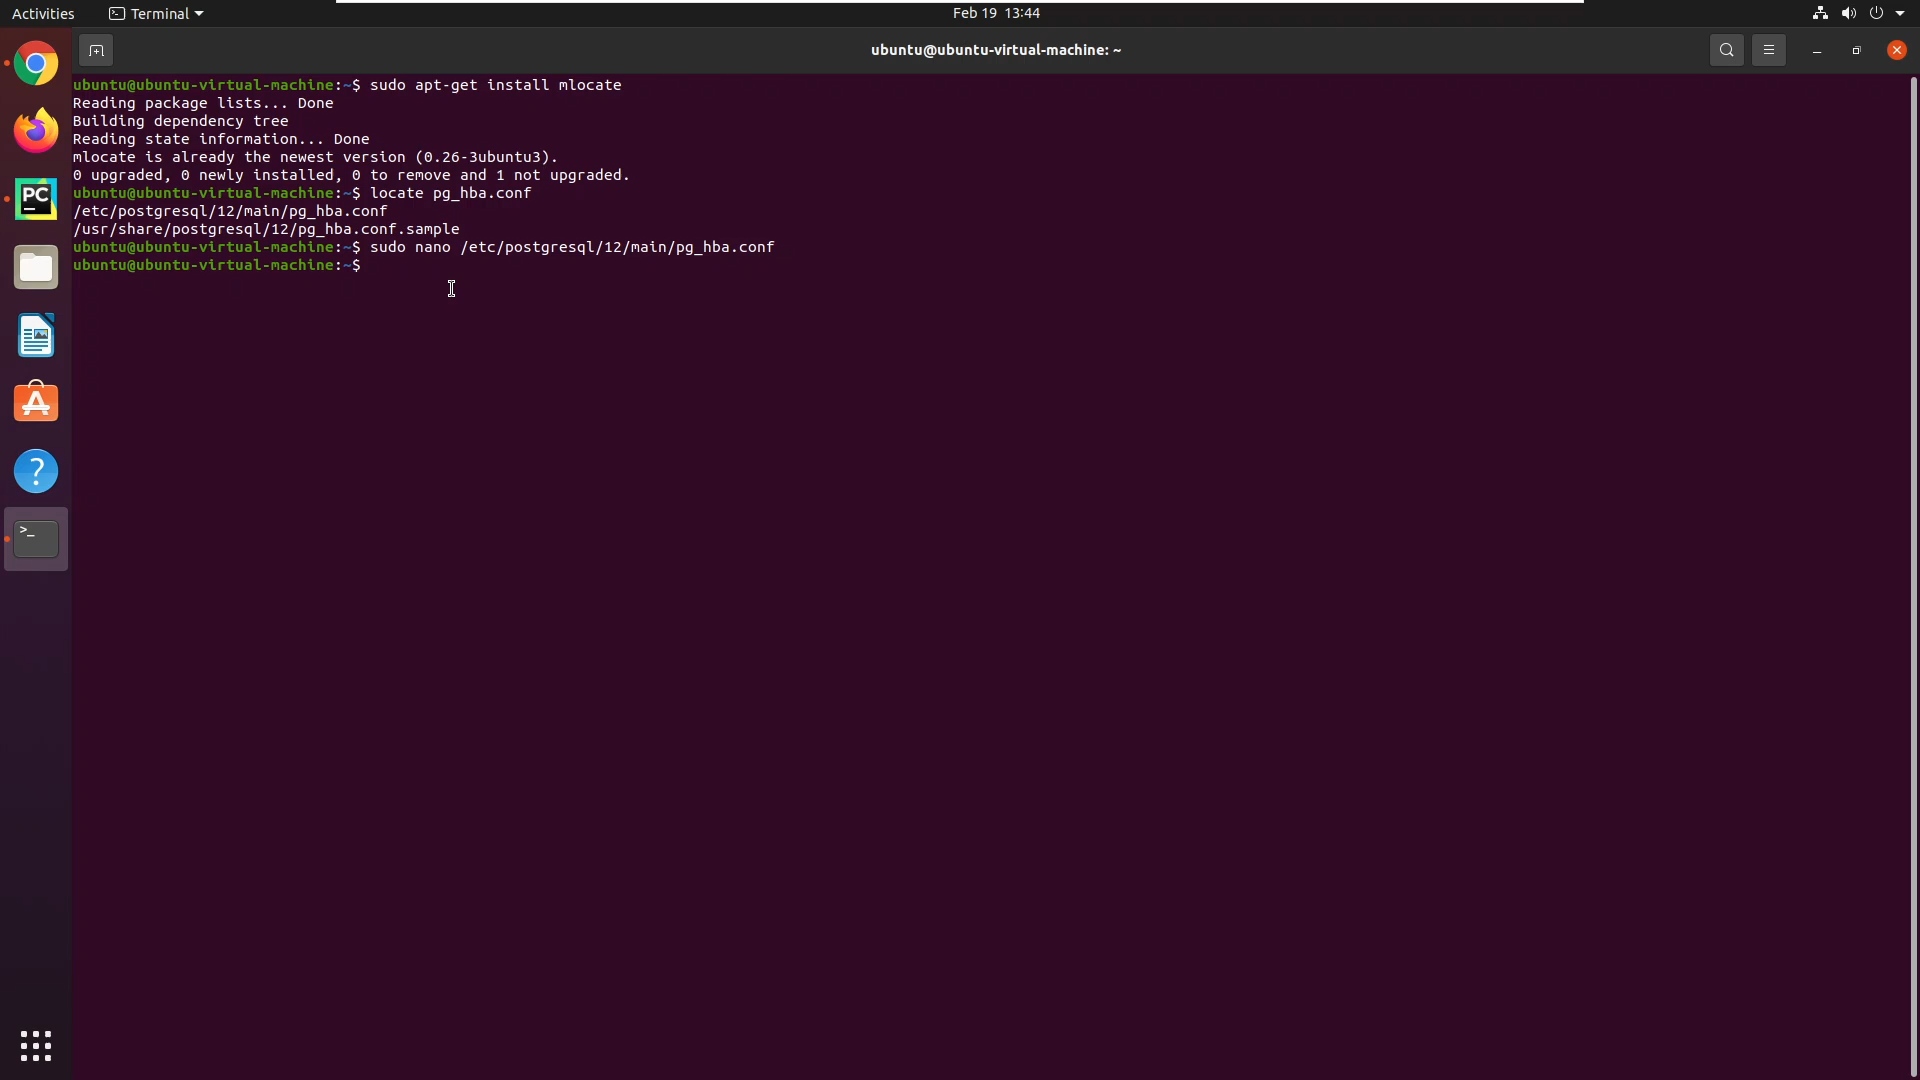 Activities
Terminal
Feb 19 13:44
ubuntu@ubuntu-virtual-machine: ~
ubuntu@ubuntu-virtual-machine:~$ sudo apt-get install mlocate
Reading package lists... Done
Building dependency tree
Reading state information... Done
mlocate is already the newest version (0.26-3ubuntu3).
0 upgraded, 0 newly installed, 0 to remove and 1 not upgraded.
ubuntu@ubuntu-virtual-machine:~$ locate pg_hba.conf
/etc/postgresql/12/main/pg_hba.conf
/usr/share/postgresql/12/pg_hba.conf.sample
ubuntu@ubuntu-virtual-machine:~$ sudo nano /etc/postgresql/12/main/pg_hba.conf
ubuntu@ubuntu-virtual-machine:~$
PC